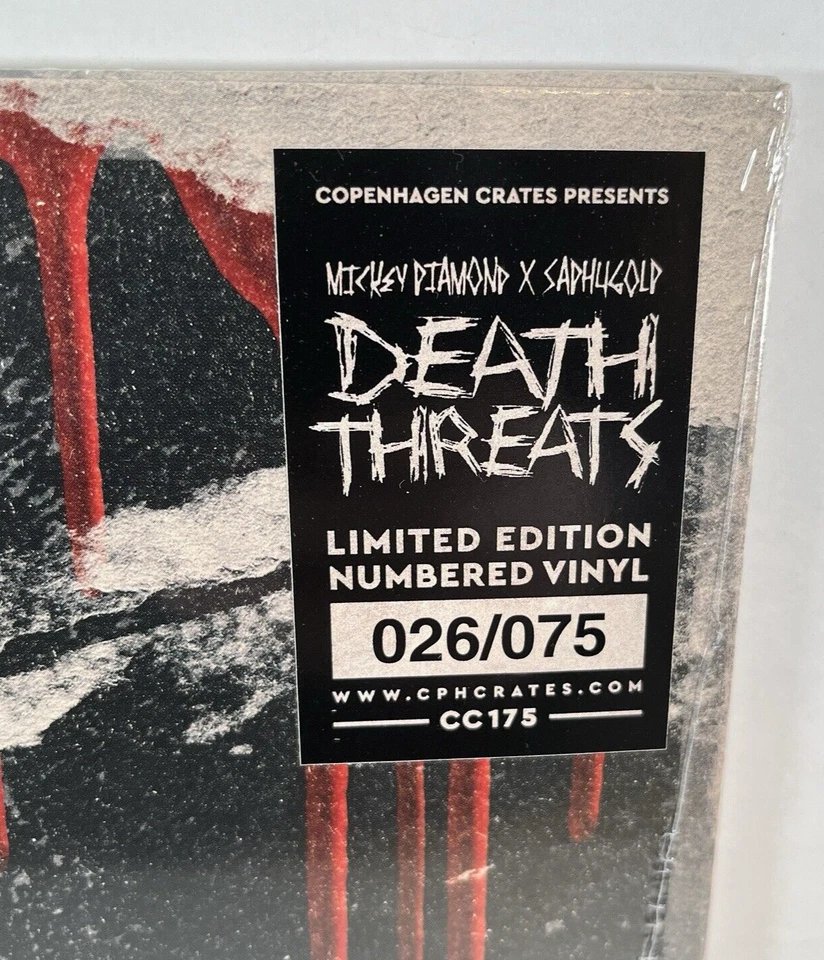 COPENHAGEN CRATES PRESENTS
MICKEY DIAMOND X SADHUGOLD
DEATH
THREATS
LIMITED EDITION
NUMBERED VINYL
026/075
WWW.CPHCRATES.COM
CC175